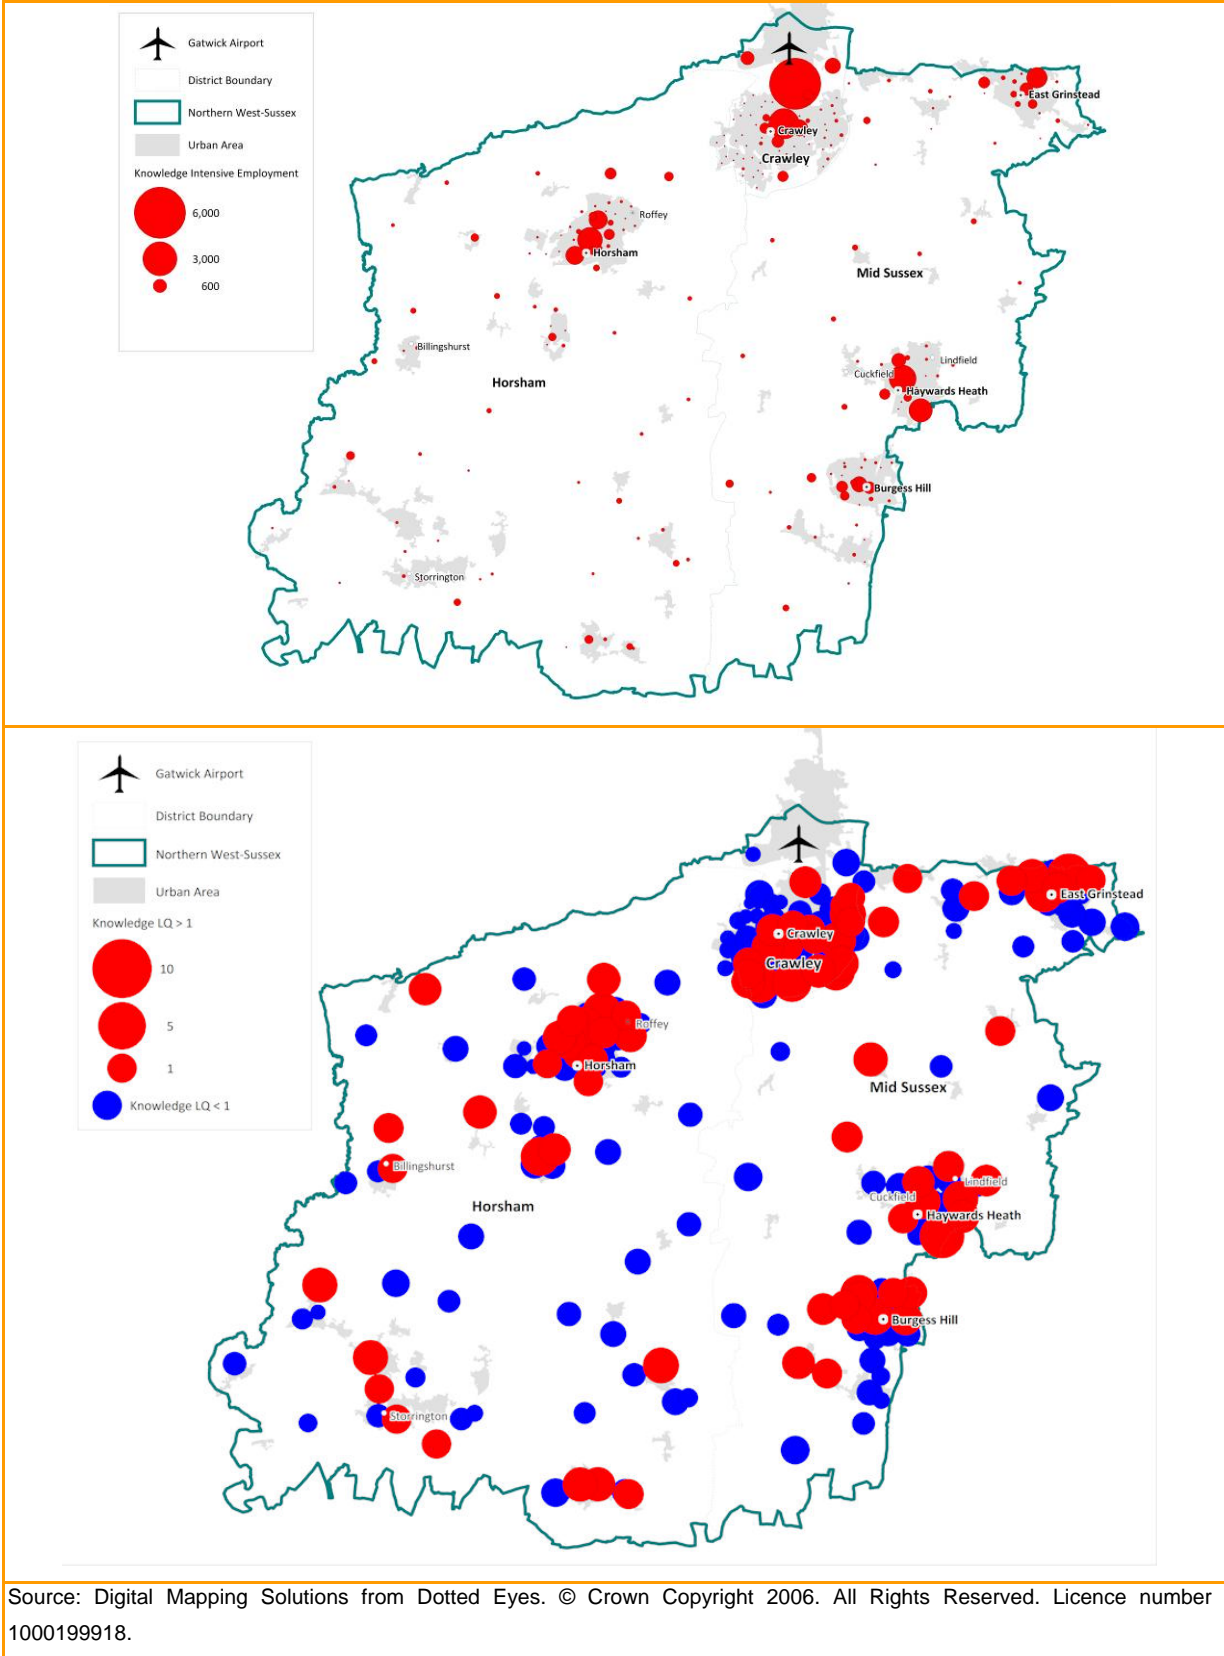 Gatwick Airport
District Boundary
Northern West-Sussex
Urban Area
Knowledge Intensive Employment
6,000
3,000
600
East Grinstead
Crawley
Crawley
Roffey
Horsham
Mid Sussex
Billingshurst
Lindfield
Cuckfield
Horsham
Haywards Heath
Burgess Hill
Storrington
Gatwick Airport
District Boundary
Northern West-Sussex
Urban Area
Knowledge LQ > 1
10
5
1
Knowledge LQ < 1
East Grinstead
Crawley
Crawley
Roffey
Horsham
Mid Sussex
Billingshurst
Lindfield
Cuckfield
Horsham
Haywards Heath
Burgess Hill
Storrington
Source: Digital Mapping Solutions from Dotted Eyes. © Crown Copyright 2006. All Rights Reserved. Licence number
1000199918.